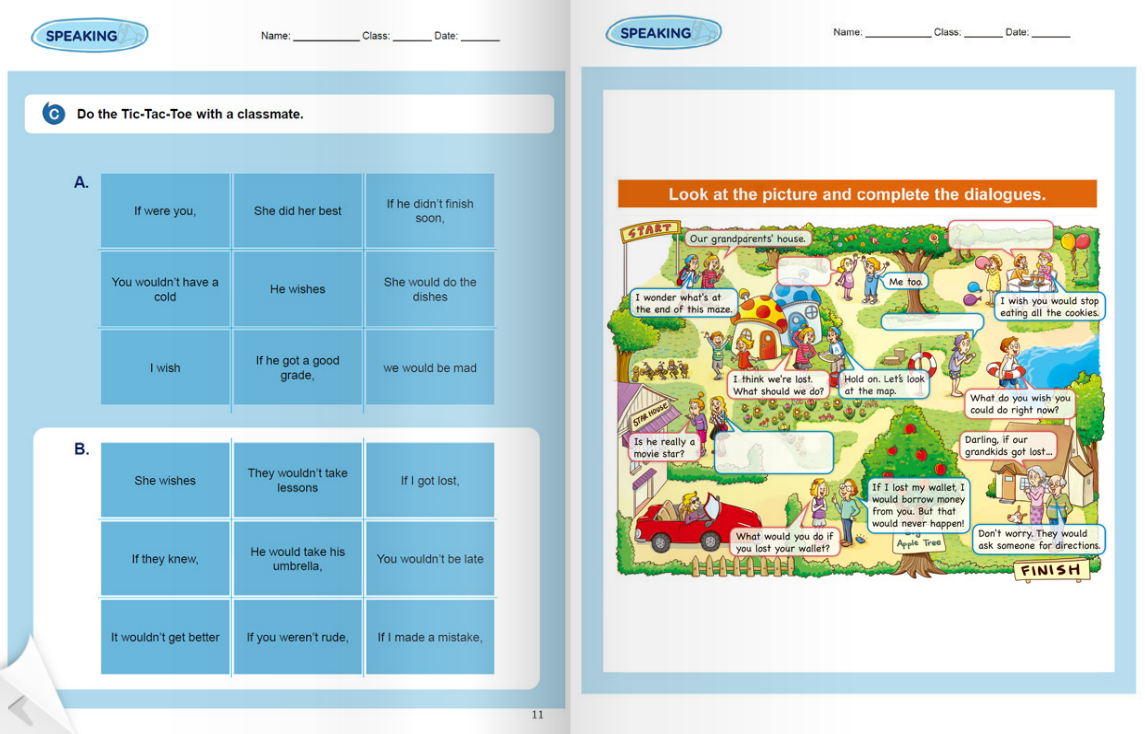 SPEAKING
Name: ____________ Class: _______ Date: _______
C Do the Tic-Tac-Toe with a classmate.
A.
If were you,
She did her best
If he didn't finish
soon,
You wouldn't have a
cold
He wishes
She would do the
dishes
I wish
If he got a good
grade,
we would be mad
B.
She wishes
They wouldn't take
lessons
If I got lost,
If they knew,
He would take his
umbrella,
You wouldn't be late
It wouldn't get better
If you weren't rude,
If I made a mistake,
11
SPEAKING
Name: ____________ Class: _______ Date: _______
Look at the picture and complete the dialogues.
START
Our grandparents' house.
I wonder what's at
the end of this maze.
Me too.
I wish you would stop
eating all the cookies.
I think we're lost.
What should we do?
Hold on. Let's look
at the map.
What do you wish you
could do right now?
STAR HOUSE
Is he really a
movie star?
Darling, if our
grandkids got lost...
If I lost my wallet, I
would borrow money
from you. But that
would never happen!
What would you do if
you lost your wallet?
Apple Tree
Don't worry. They would
ask someone for directions.
FINISH